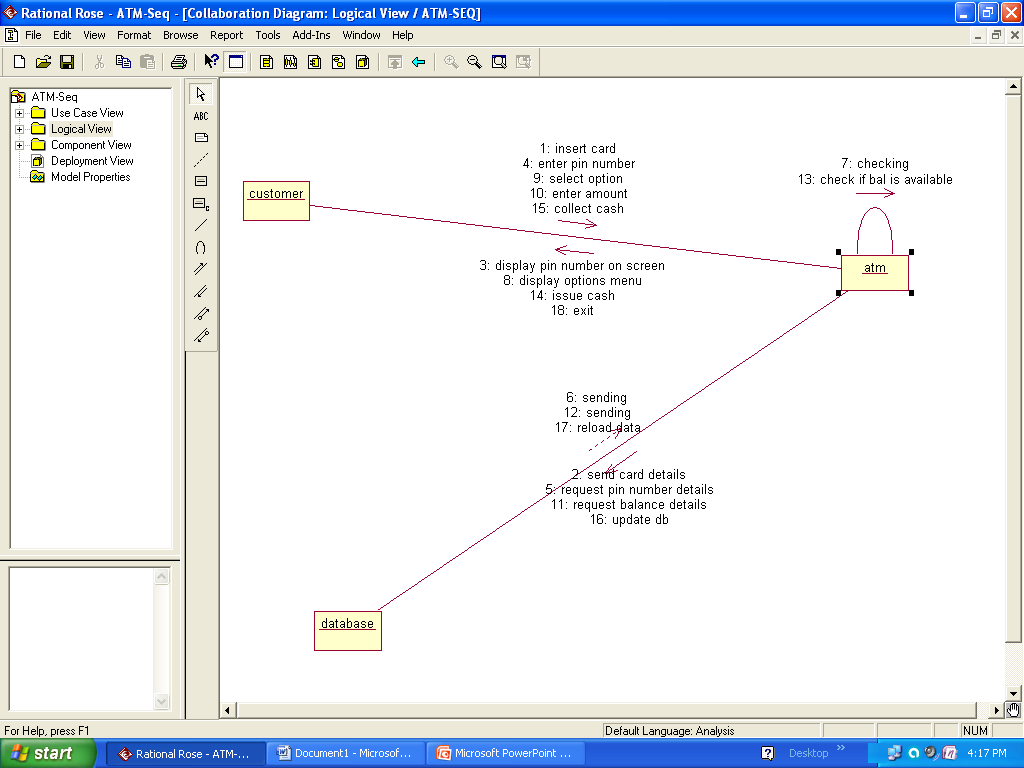 Rational Rose - ATM-Seq - [Collaboration Diagram: Logical View / ATM-SEQ]
File Edit View Format Browse Report Tools Add-Ins Window Help
ABC
ATM-Seq
Use Case View
Logical View
Component View
Deployment View
Model Properties
customer
1: insert card
4: enter pin number
9: select option
10: enter amount
15: collect cash
3: display pin number on screen
8: display options menu
14: issue cash
18: exit
7: checking
13: check if bal is available
atm
6: sending
12: sending
17: reload data
2: send card details
5: request pin number details
11: request balance details
16: update db
database
For Help, press F1
Default Language: Analysis
NUM
start
Rational Rose - ATM-...
Document1 - Microsof...
Microsoft PowerPoint ...
Desktop
4:17 PM